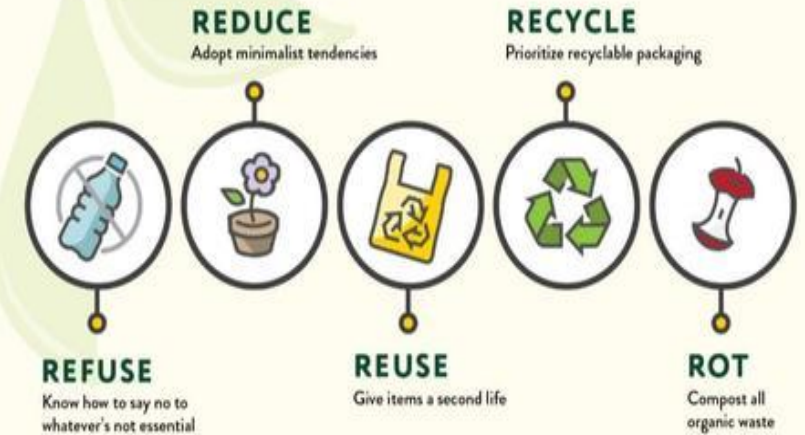 REDUCE
Adopt minimalist tendencies
RECYCLE
Prioritize recyclable packaging
REFUSE
Know how to say no to
whatever's not essential
REUSE
Give items a second life
ROT
Compost all
organic waste